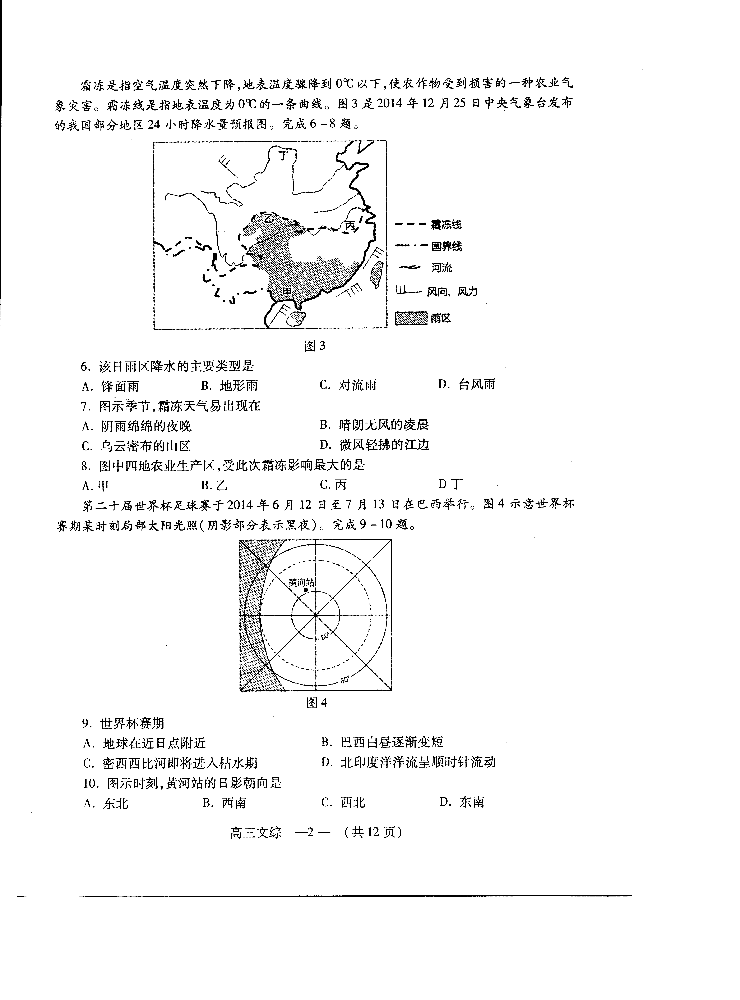 霜冻是指空气温度突然下降,地表温度骤降到0℃以下,使农作物受到损害的一种农业气
象灾害。霜冻线是指地表温度为0℃的一条曲线。图3是2014年12月25日中央气象台发布
的我国部分地区24小时降水量预报图。完成6-8题。
丁
乙
丙
甲
霜冻线
国界线
河流
风向、风力
雨区
图3
6. 该日雨区降水的主要类型是
A. 锋面雨 B. 地形雨 C. 对流雨 D. 台风雨
7. 图示季节,霜冻天气易出现在
A. 阴雨绵绵的夜晚 B. 晴朗无风的凌晨
C. 乌云密布的山区 D. 微风轻拂的江边
8. 图中四地农业生产区,受此次霜冻影响最大的是
A.甲 B.乙 C.丙 D丁
第二十届世界杯足球赛于2014年6月12日至7月13日在巴西举行。图4示意世界杯
赛期某时刻局部太阳光照(阴影部分表示黑夜)。完成9-10题。
黄河站
80°
60°
图4
9. 世界杯赛期
A. 地球在近日点附近 B. 巴西白昼逐渐变短
C. 密西西比河即将进入枯水期 D. 北印度洋洋流呈顺时针流动
10. 图示时刻,黄河站的日影朝向是
A. 东北 B. 西南 C. 西北 D. 东南
高三文综 —2— (共12页)